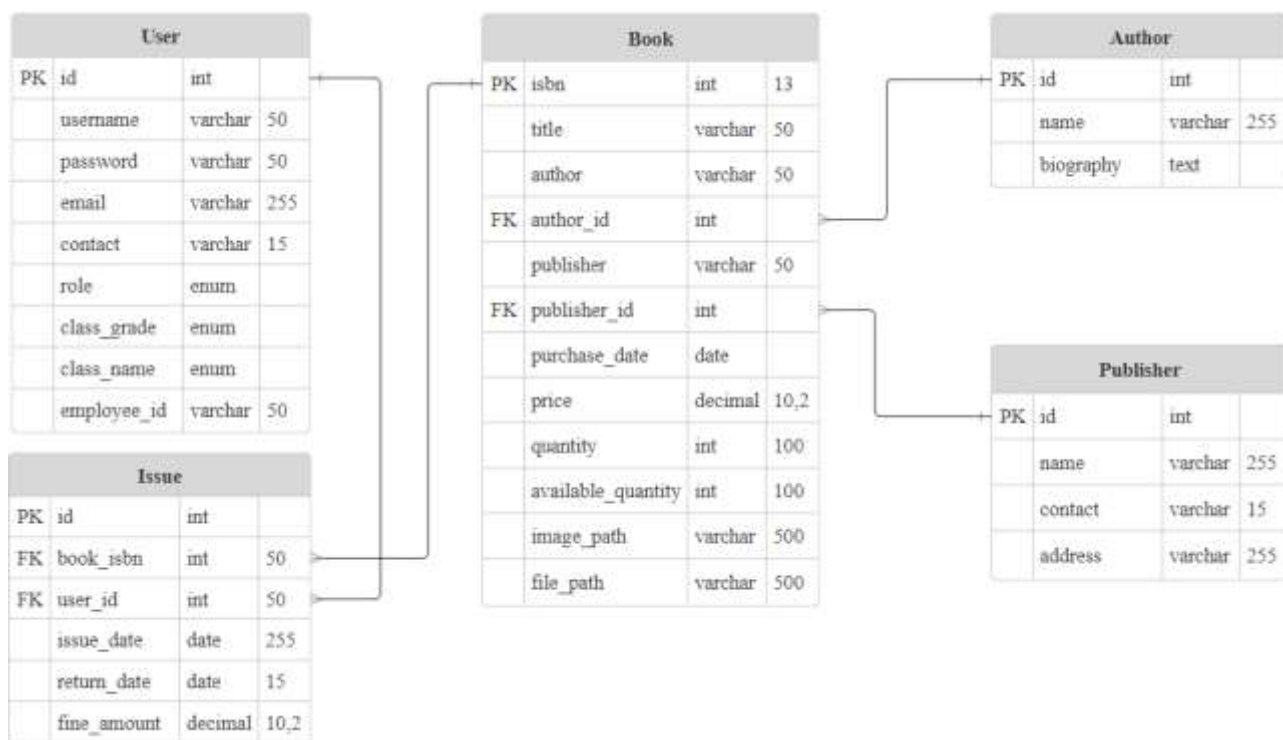 User
PK id int
username varchar 50
password varchar 50
email varchar 255
contact varchar 15
role enum
class_grade enum
class_name enum
employee_id varchar 50
Issue
PK id int
FK book_isbn int 50
FK user_id int 50
issue_date date 255
return_date date 15
fine_amount decimal 10,2
Book
PK isbn int 13
title varchar 50
author varchar 50
FK author_id int
publisher varchar 50
FK publisher_id int
purchase_date date
price decimal 10,2
quantity int 100
available_quantity int 100
image_path varchar 500
file_path varchar 500
Author
PK id int
name varchar 255
biography text
Publisher
PK id int
name varchar 255
contact varchar 15
address varchar 255